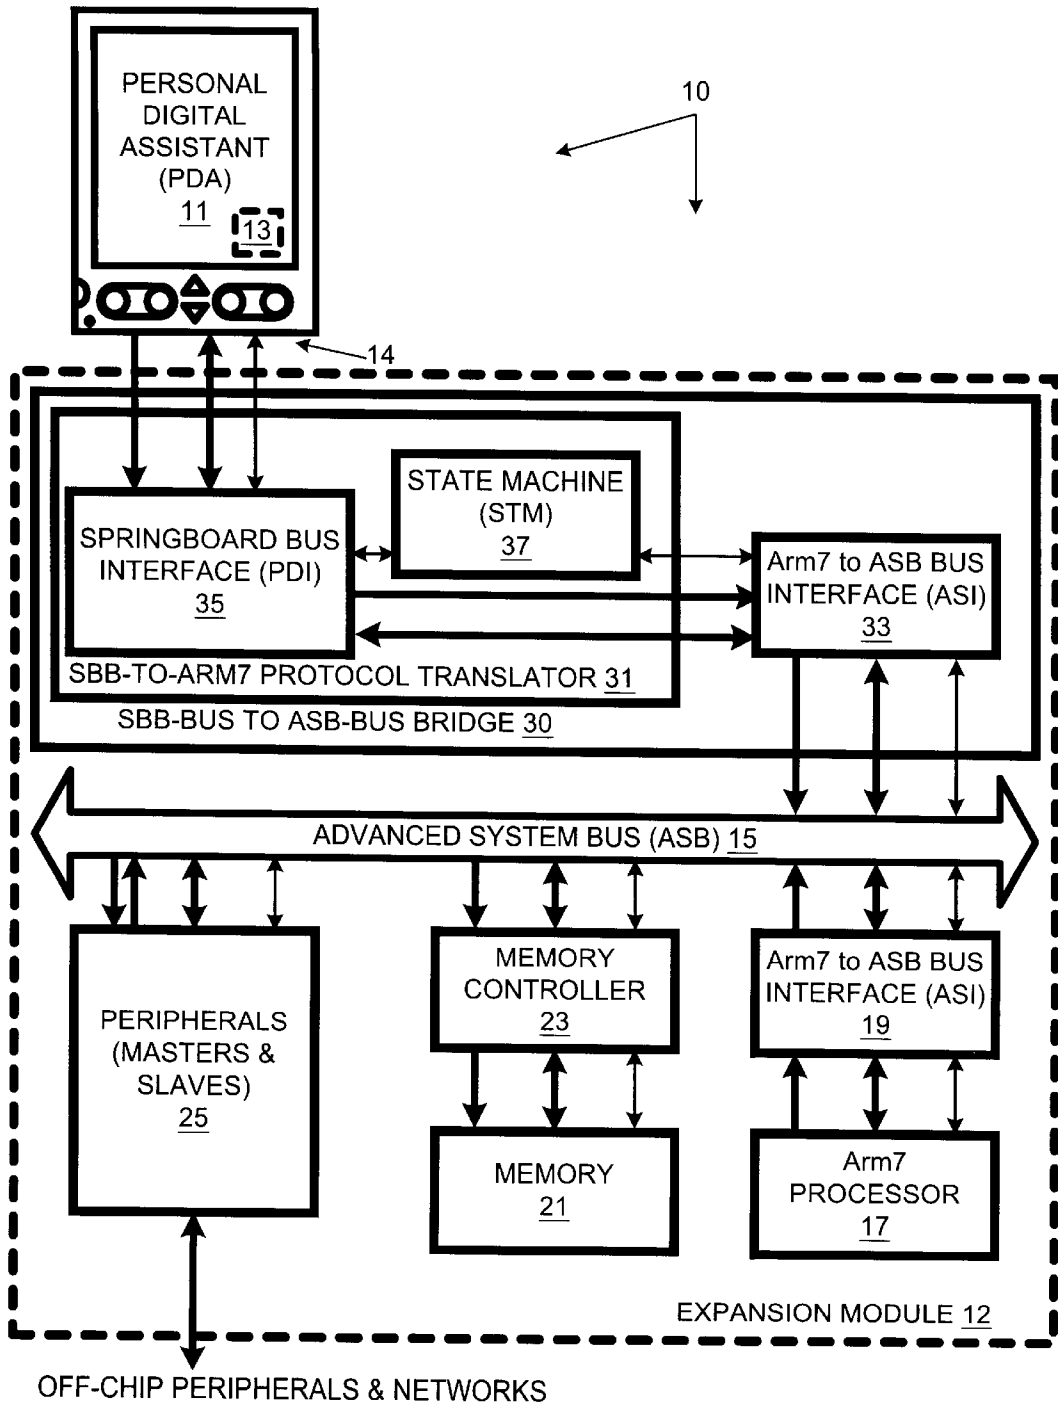 PERSONAL
DIGITAL
ASSISTANT
(PDA)
11
13
10
14
STATE MACHINE
(STM)
37
SPRINGBOARD BUS
INTERFACE (PDI)
35
Arm7 to ASB BUS
INTERFACE (ASI)
33
SBB-TO-ARM7 PROTOCOL TRANSLATOR 31
SBB-BUS TO ASB-BUS BRIDGE 30
ADVANCED SYSTEM BUS (ASB) 15
PERIPHERALS
(MASTERS &
SLAVES)
25
MEMORY
CONTROLLER
23
Arm7 to ASB BUS
INTERFACE (ASI)
19
MEMORY
21
Arm7
PROCESSOR
17
EXPANSION MODULE 12
OFF-CHIP PERIPHERALS & NETWORKS